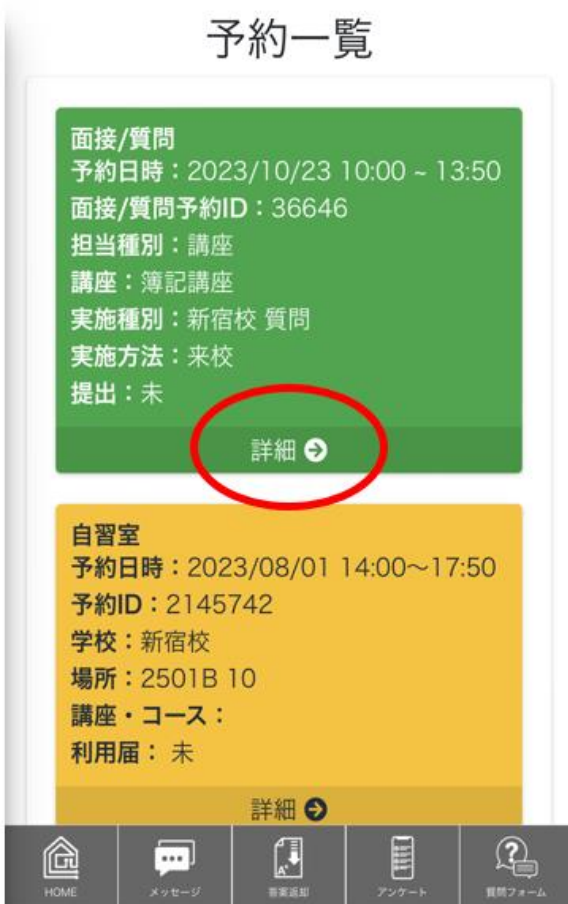 予約一覧
面接/質問
予約日時：2023/10/23 10:00 ~ 13:50
面接/質問予約ID：36646
担当種別：講座
講座：簿記講座
実施種別：新宿校 質問
実施方法：来校
提出：未
詳細
自習室
予約日時：2023/08/01 14:00～17:50
予約ID：2145742
学校：新宿校
場所：2501B 10
講座・コース：
利用届： 未
詳細
HOME メッセージ 答案返却 アンケート 質問フォーム